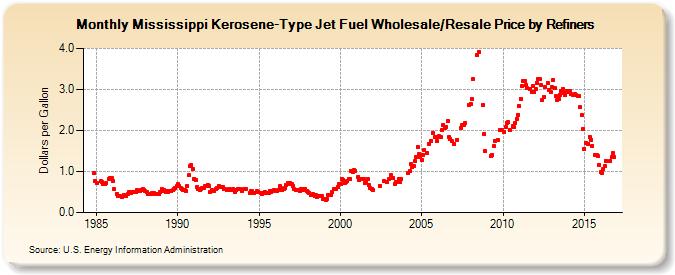 Monthly Mississippi Kerosene-Type Jet Fuel Wholesale/Resale Price by Refiners
Dollars per Gallon
4.0
3.0
2.0
1.0
0.0
1985 1990 1995 2000 2005 2010 2015
Source: U.S. Energy Information Administration